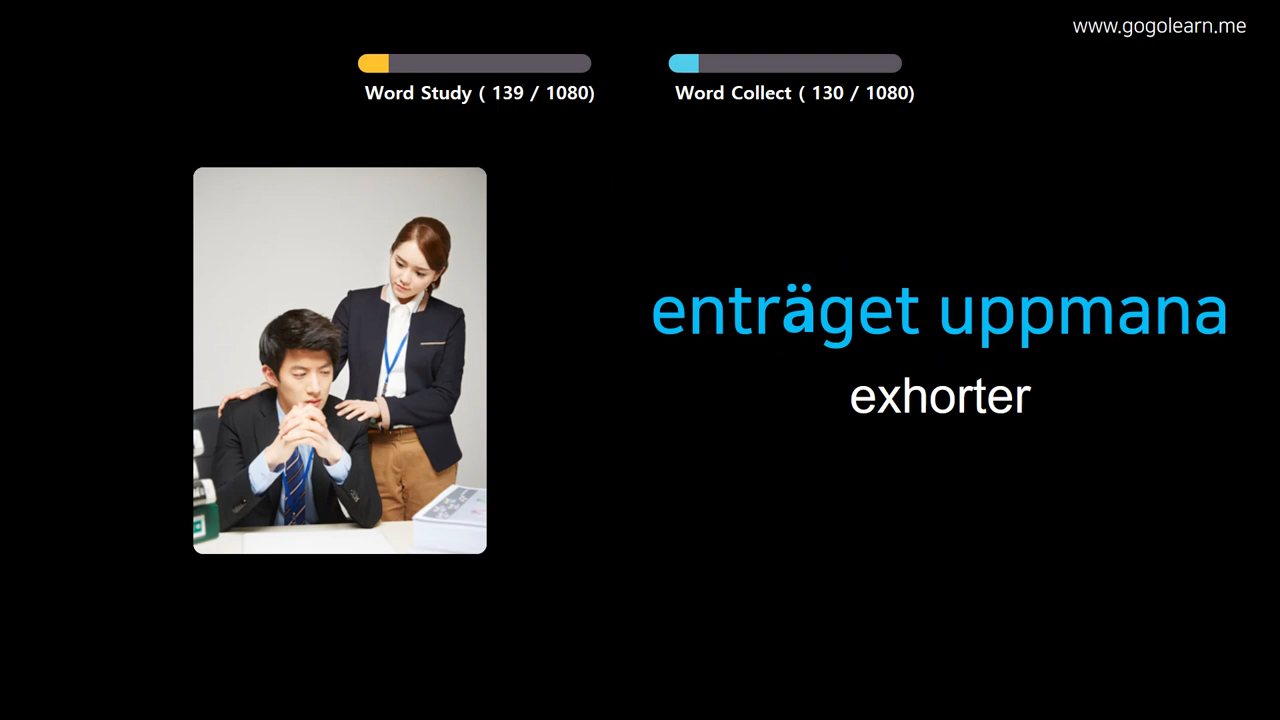 www.gogolearn.me
Word Study ( 139 / 1080)
Word Collect ( 130 / 1080)
enträget uppmana
exhorter